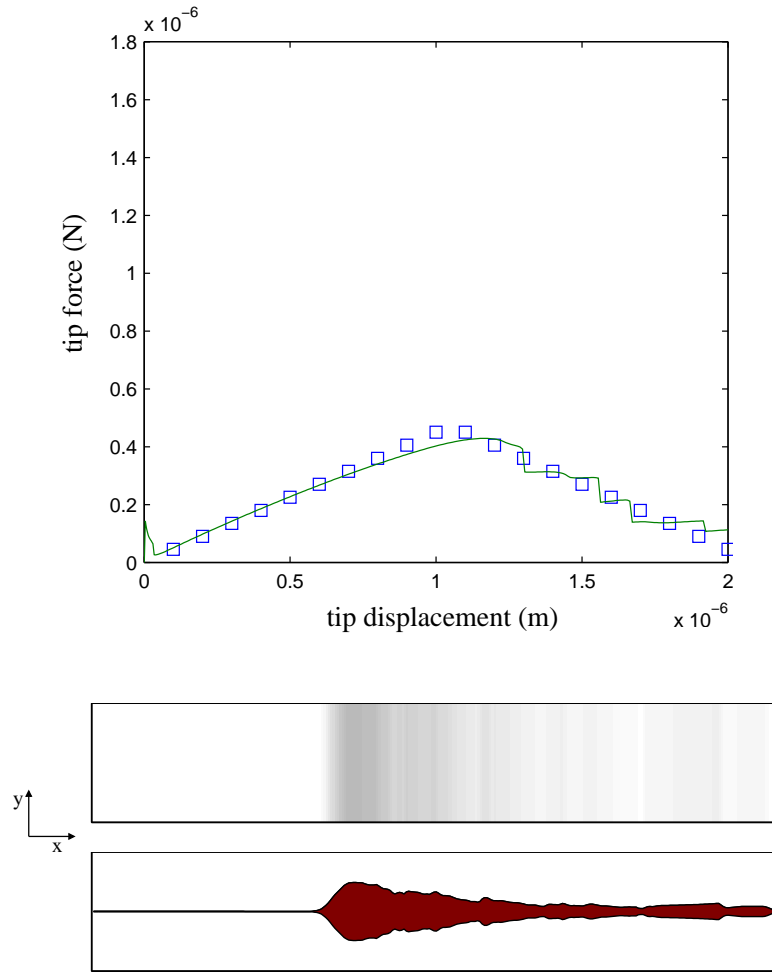 x 10⁻⁶
1.8
1.6
1.4
1.2
1
0.8
0.6
0.4
0.2
0
tip force (N)
0 0.5 1 1.5 2
tip displacement (m)
x 10⁻⁶
y
x